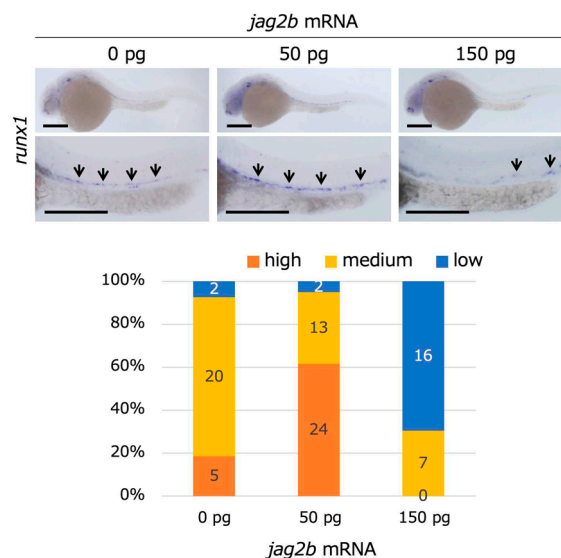 jag2b mRNA
0 pg 50 pg 150 pg
runx1
high medium low
100%
80%
60%
40%
20%
0%
2 2
20 13 16
5 24 7
0
0 pg 50 pg 150 pg
jag2b mRNA